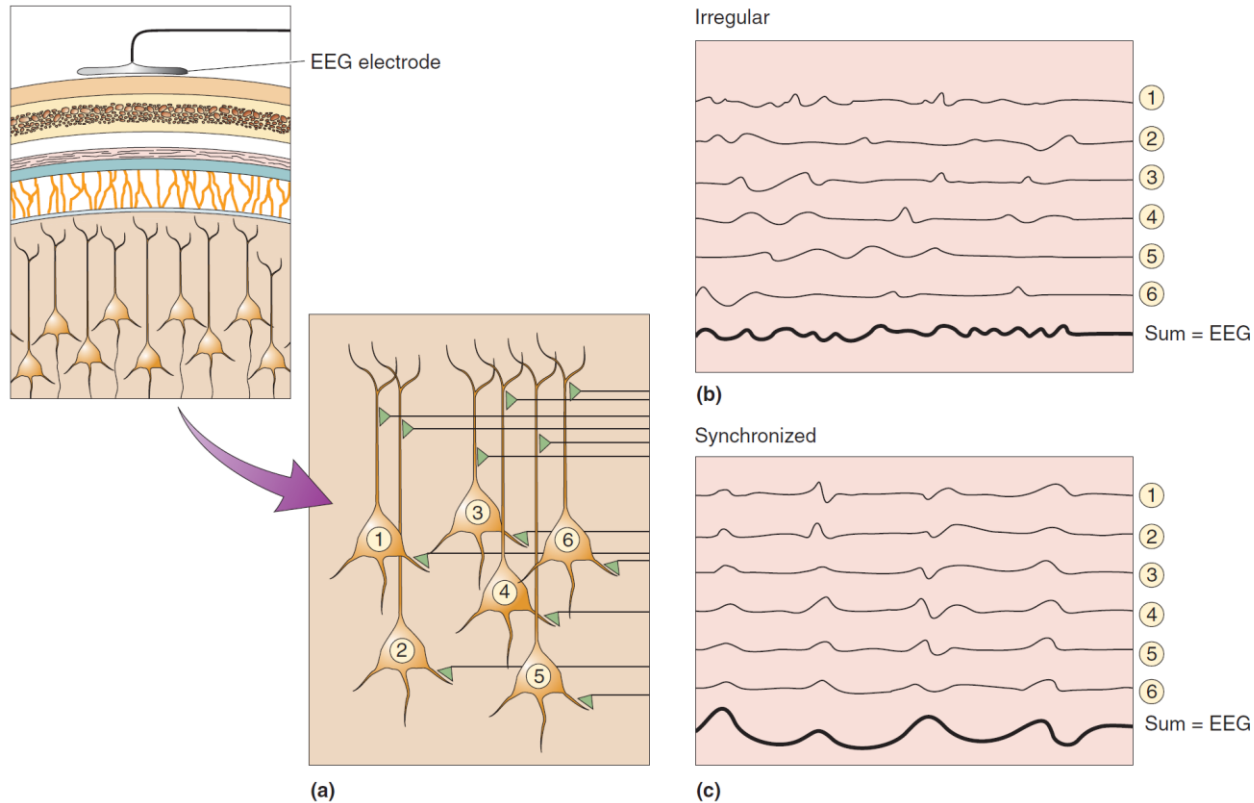 EEG electrode
1
2
3
4
5
6
(a)
Irregular
1
2
3
4
5
6
Sum = EEG
(b)
Synchronized
1
2
3
4
5
6
Sum = EEG
(c)